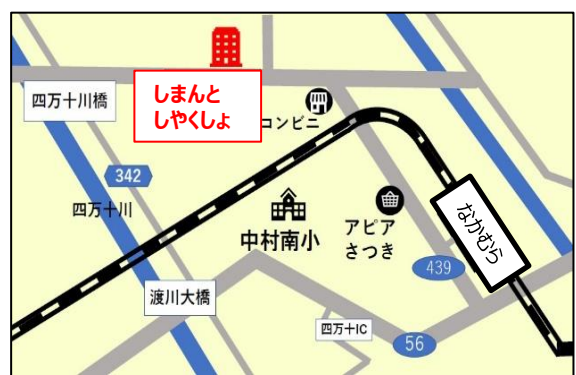 しまんと
しやくしょ
四万十川橋
コンビニ
342
四万十川
中村南小
アピア
さつき
なかむら
439
渡川大橋
四万十IC
56